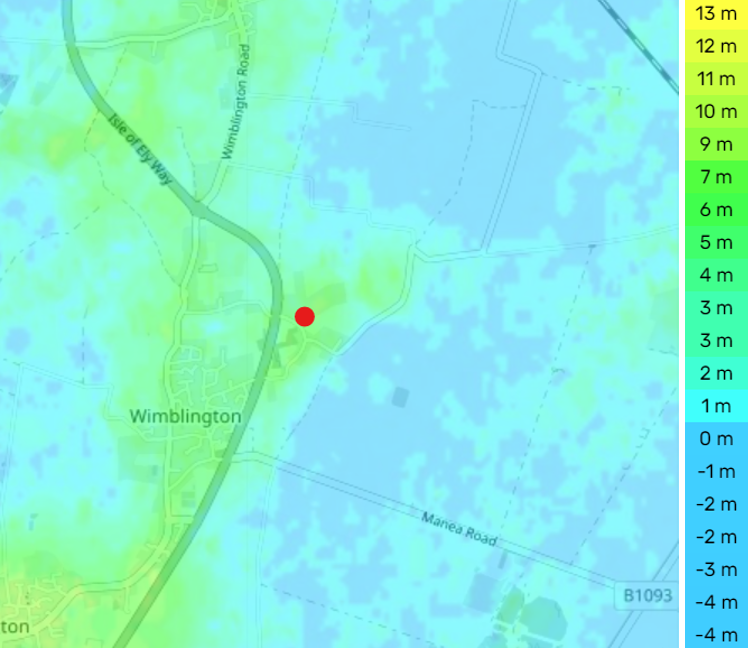 Wimblington Road
Isle of Ely Way
Wimblington
Manea Road
B1093
ton
13 m
12 m
11 m
10 m
9 m
7 m
6 m
5 m
4 m
3 m
3 m
2 m
1 m
0 m
-1 m
-2 m
-2 m
-3 m
-4 m
-4 m